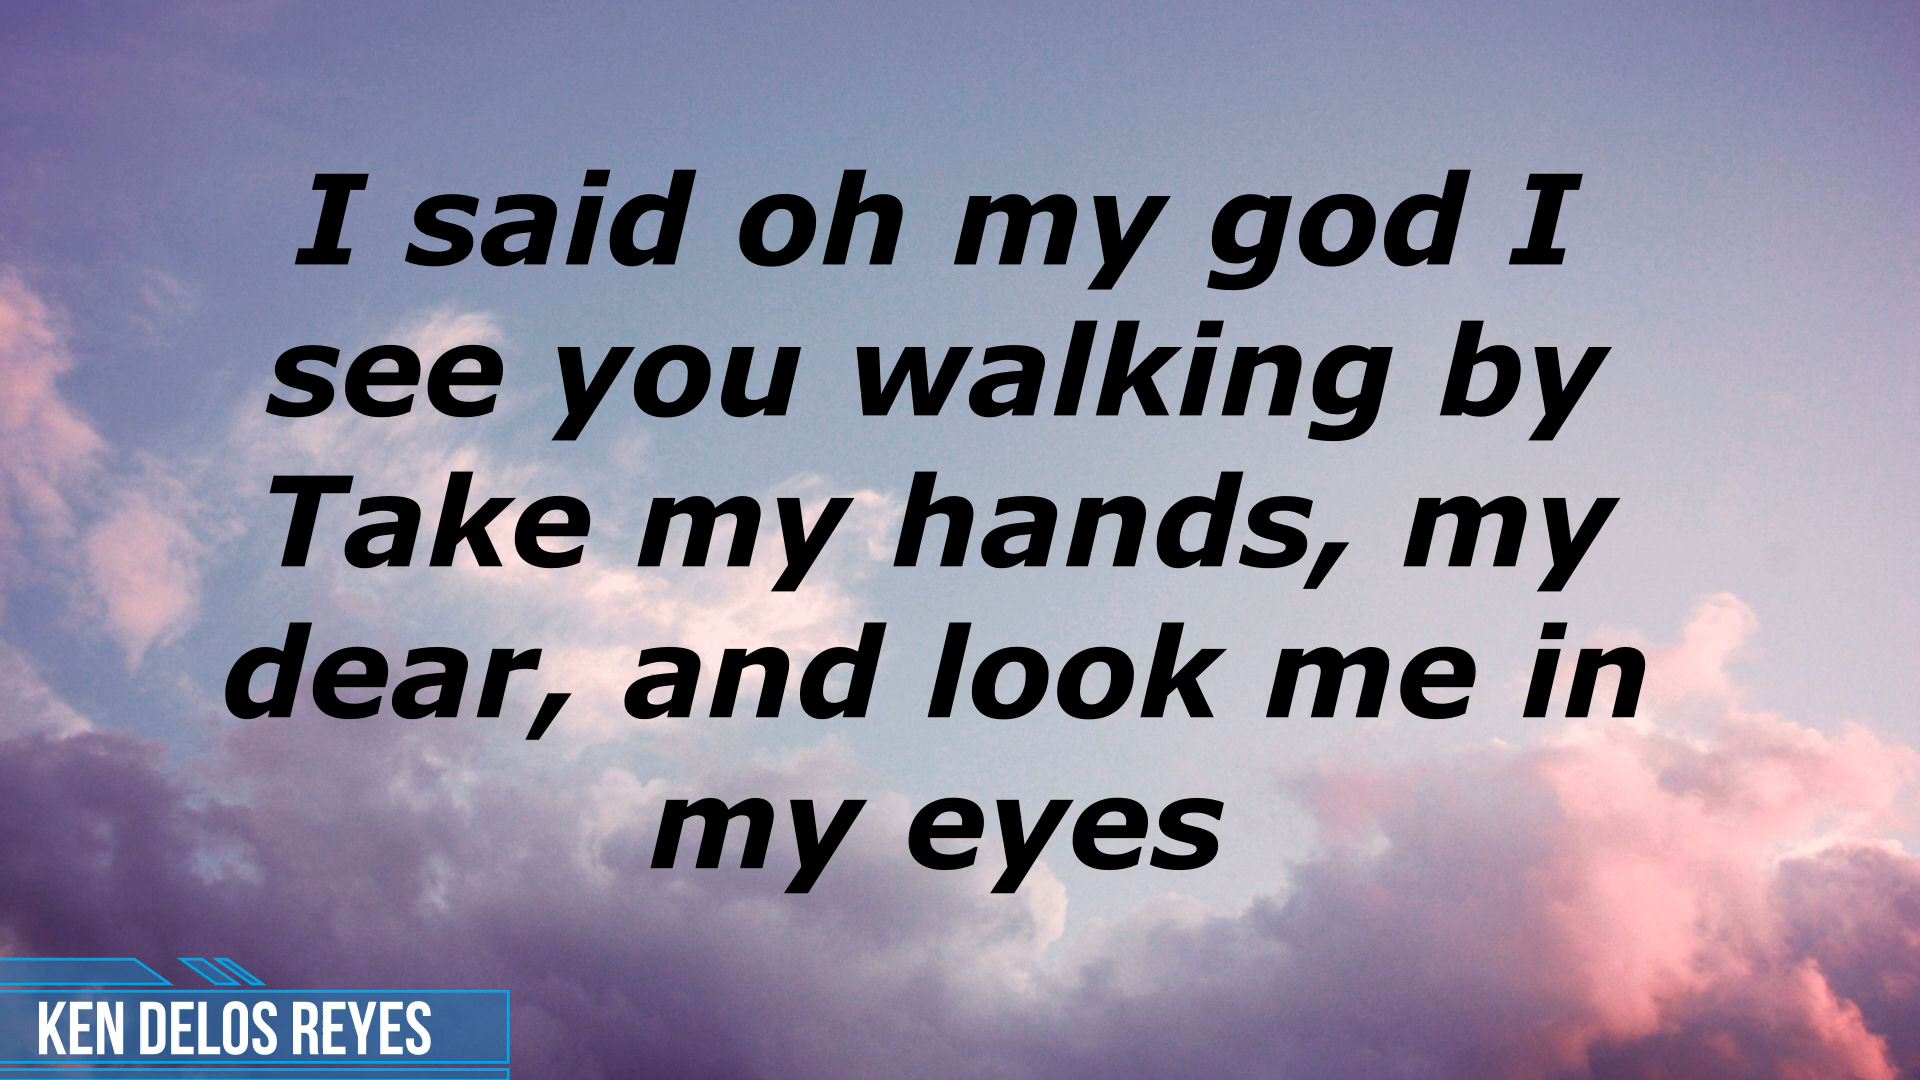 I said oh my god I
see you walking by
Take my hands, my
dear, and look me in
my eyes
KEN DELOS REYES